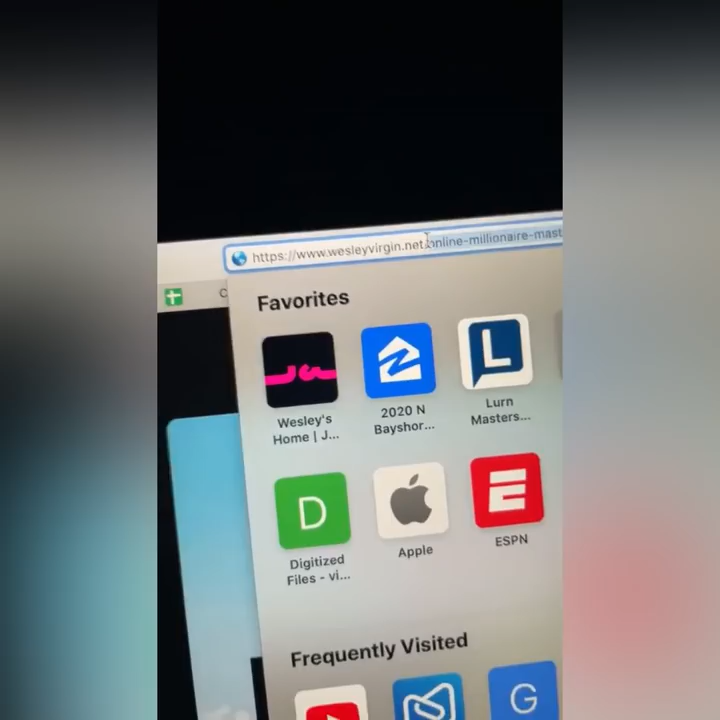 https://www.wesleyvirgin.net/online-millionaire-mast
C
Favorites
Wesley's
Home | J...
2020 N
Bayshor...
L
Lurn
Masters...
D
Digitized
Files - vi...
Apple
E
ESPN
Frequently Visited
G